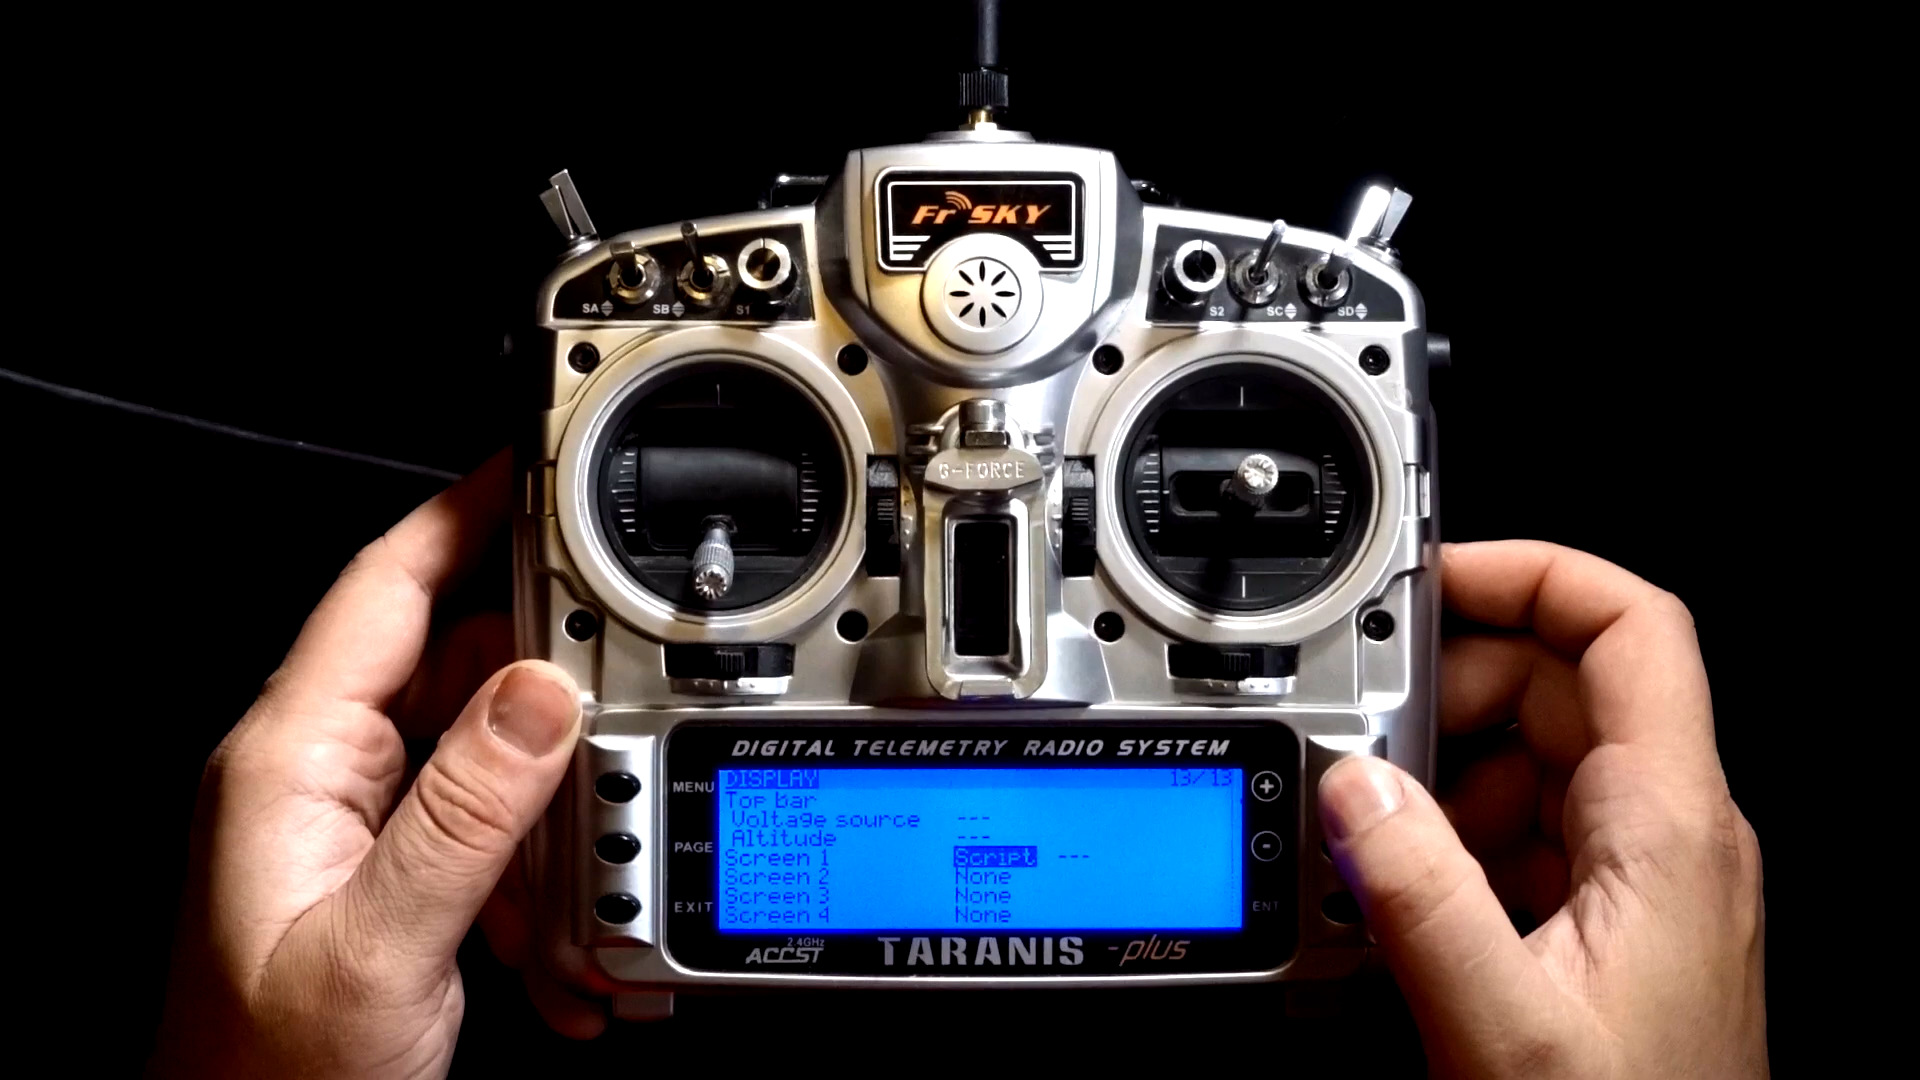 FrSKY
SA SB S1 S2 SC SD
G-FORCE
DIGITAL TELEMETRY RADIO SYSTEM
MENU
PAGE
EXIT
DISPLAY 13/13
Top bar
Voltage source ---
Altitude ---
Screen 1 Script ---
Screen 2 None
Screen 3 None
Screen 4 None
+
-
ENT
2.4GHz
ACCST TARANIS -plus